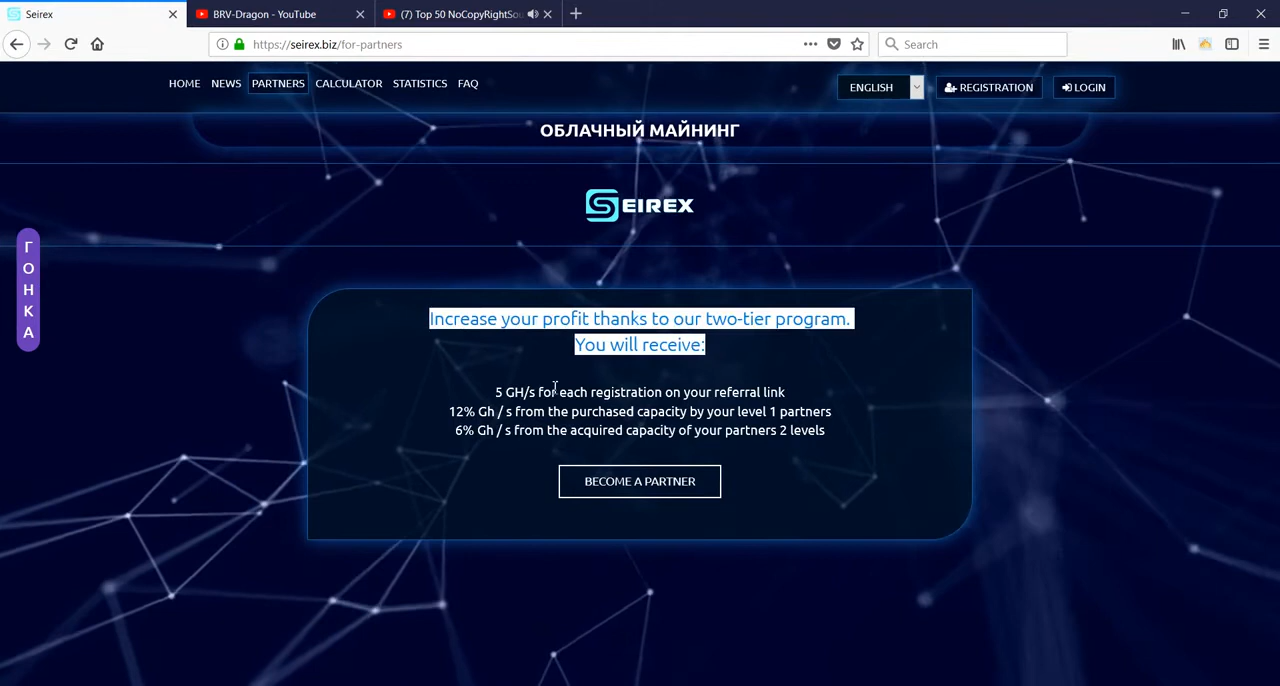 Seirex
BRV-Dragon - YouTube
(7) Top 50 NoCopyRightSou
https://seirex.biz/for-partners
Search
HOME NEWS PARTNERS CALCULATOR STATISTICS FAQ
ENGLISH
REGISTRATION
LOGIN
ОБЛАЧНЫЙ МАЙНИНГ
SEIREX
Г
О
Н
К
А
Increase your profit thanks to our two-tier program.
You will receive:
5 GH/s for each registration on your referral link
12% Gh / s from the purchased capacity by your level 1 partners
6% Gh / s from the acquired capacity of your partners 2 levels
BECOME A PARTNER